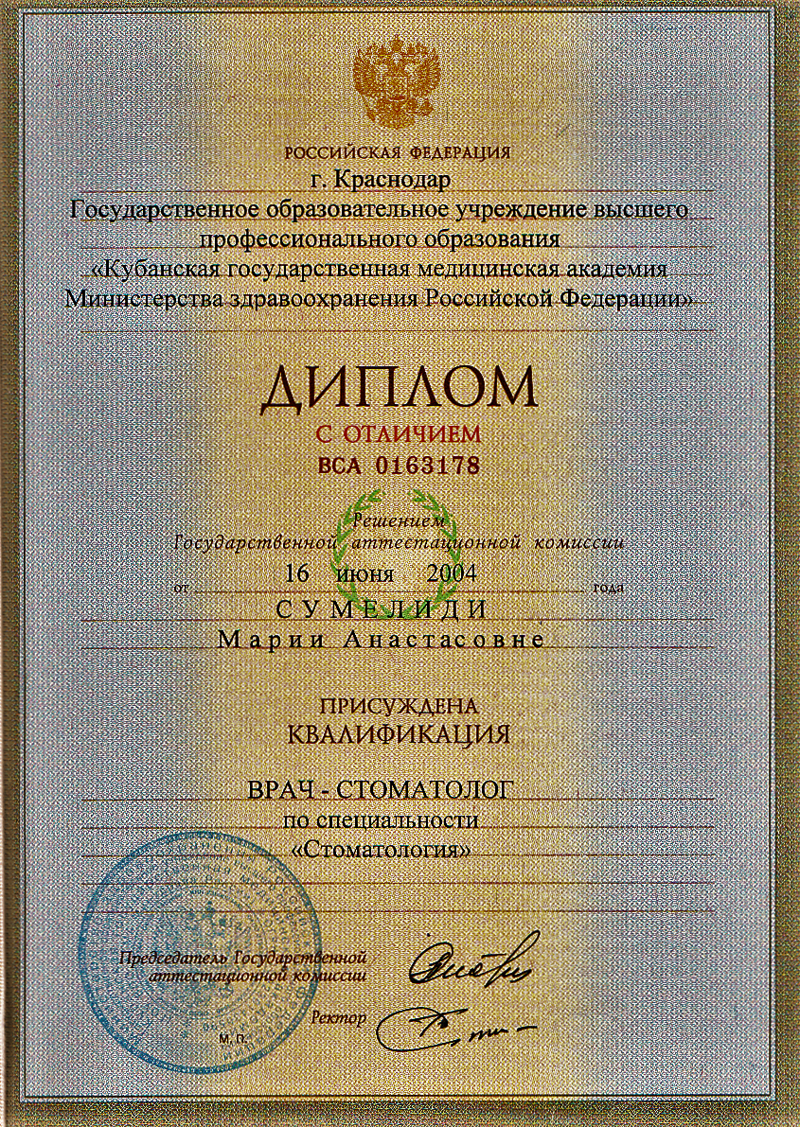 РОССИЙСКАЯ ФЕДЕРАЦИЯ
г. Краснодар
Государственное образовательное учреждение высшего
профессионального образования
«Кубанская государственная медицинская академия
Министерства здравоохранения Российской Федерации»
ДИПЛОМ
С ОТЛИЧИЕМ
ВСА 0163178
Решением
Государственной аттестационной комиссии
от 16 июня 2004 года
СУМЕЛИДИ
Марии Анастасовне
ПРИСУЖДЕНА
КВАЛИФИКАЦИЯ
ВРАЧ - СТОМАТОЛОГ
по специальности
«Стоматология»
Председатель Государственной
аттестационной комиссии
Ректор
М. П.